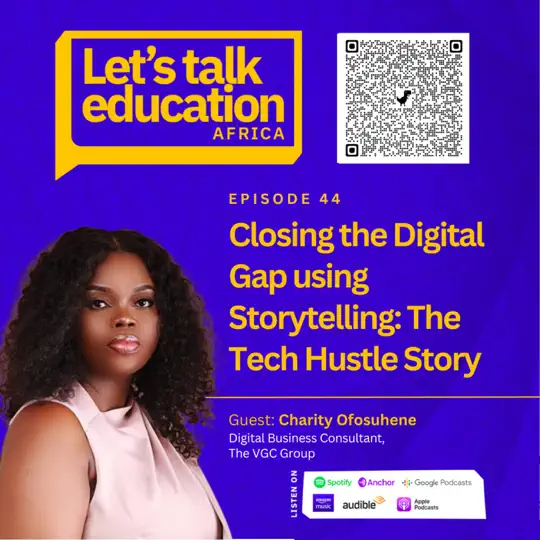 Let's talk
education
AFRICA
EPISODE 44
Closing the Digital
Gap using
Storytelling: The
Tech Hustle Story
Guest: Charity Ofosuhene
Digital Business Consultant,
The VGC Group
LISTEN ON
Spotify Anchor Google Podcasts
amazon music audible Apple Podcasts